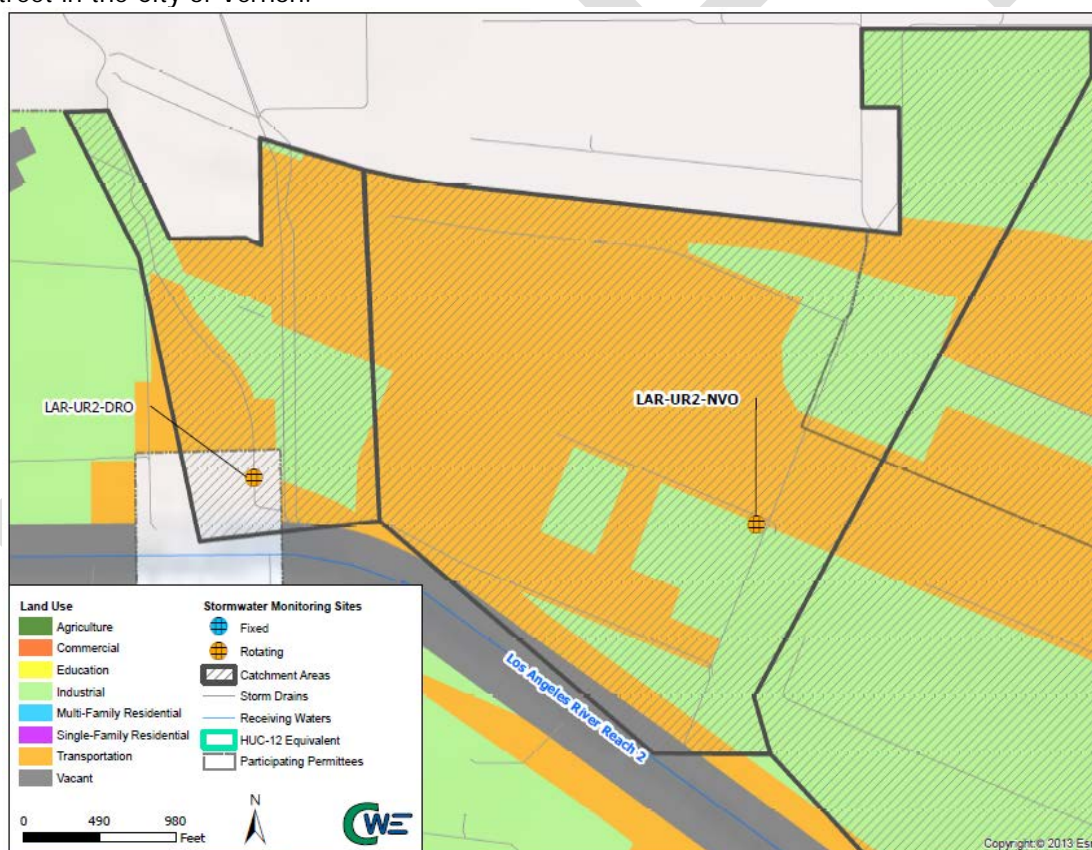 treet in the City of Vernon.
LAR-UR2-DRO
LAR-UR2-NVO
Los Angeles River Reach 2
Land Use
Agriculture
Commercial
Education
Industrial
Multi-Family Residential
Single-Family Residential
Transportation
Vacant
Stormwater Monitoring Sites
Fixed
Rotating
Catchment Areas
Storm Drains
Receiving Waters
HUC-12 Equivalent
Participating Permittees
0 490 980
Feet
N
CWE
Copyright:© 2013 Es